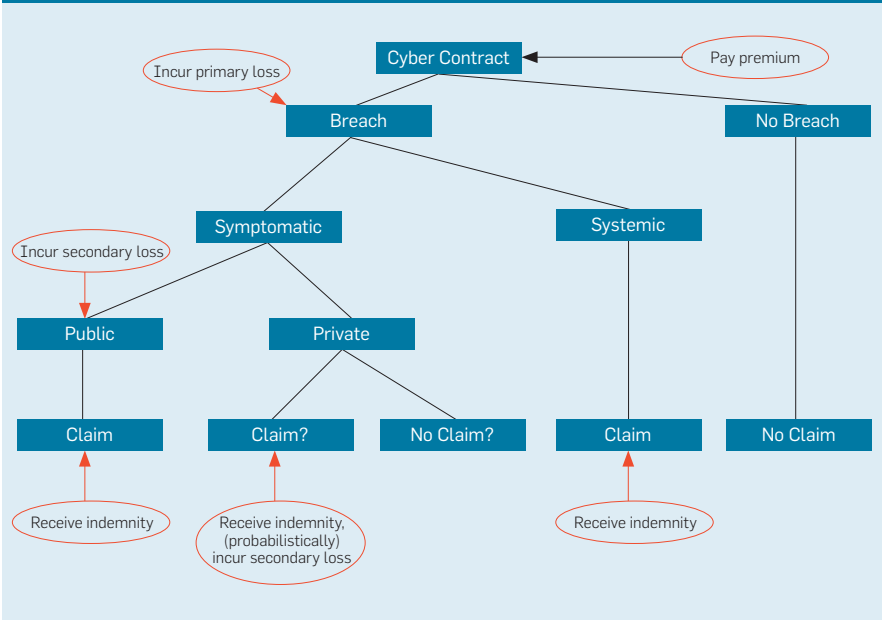 Cyber Contract
Pay premium
Incur primary loss
Breach
No Breach
Symptomatic
Systemic
Incur secondary loss
Public
Private
Claim
Claim?
No Claim?
Claim
No Claim
Receive indemnity
Receive indemnity,
(probabilistically)
incur secondary loss
Receive indemnity